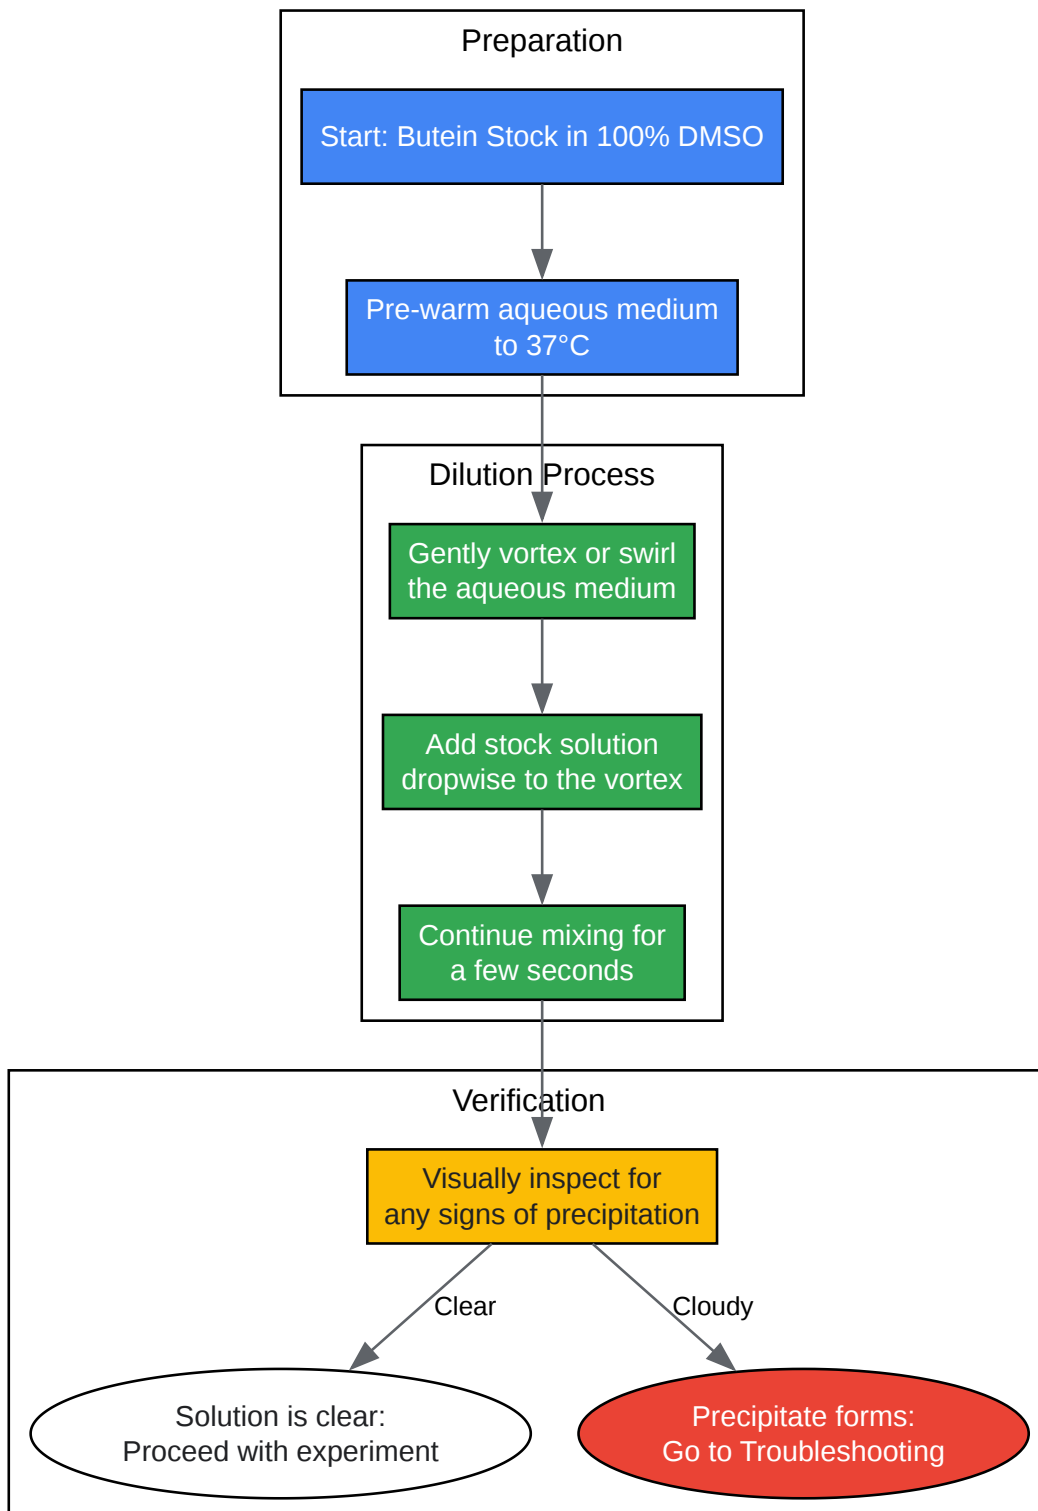 Preparation
Start: Butein Stock in 100% DMSO
Pre-warm aqueous medium
to 37°C
Dilution Process
Gently vortex or swirl
the aqueous medium
Add stock solution
dropwise to the vortex
Continue mixing for
a few seconds
Verification
Visually inspect for
any signs of precipitation
Clear
Cloudy
Solution is clear:
Proceed with experiment
Precipitate forms:
Go to Troubleshooting